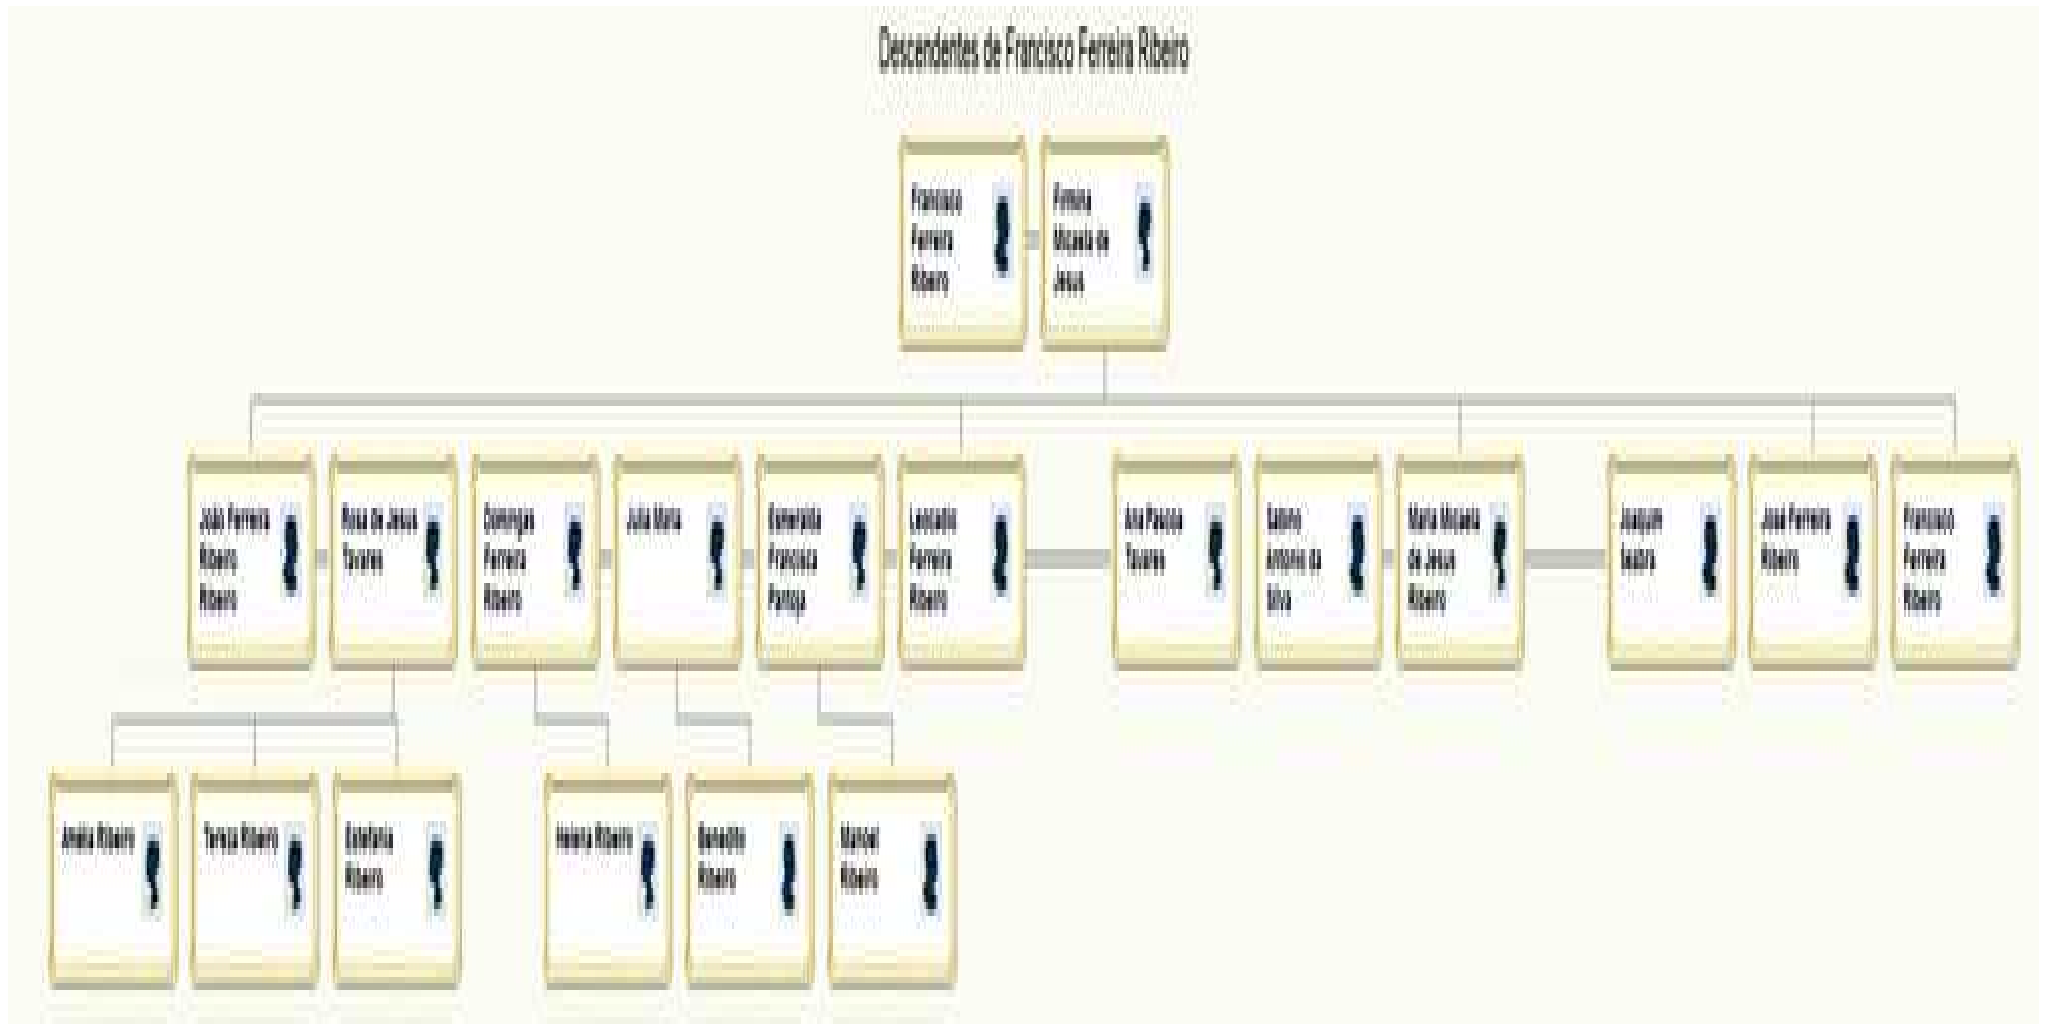 Descendentes de Francisco Ferreira Ribeiro
Francisco
Ferreira
Ribeiro
Firmina
Micaela de
Jesus
João Ferreira
Ribeiro
Ribeiro
Rosa de Jesus
Tavares
Domingas
Ferreira
Ribeiro
Julia Maria
Esmeralda
Francisca
Pantoja
Leocadio
Ferreira
Ribeiro
Ana Pascoa
Tavares
Sabino
Antonio da
Silva
Maria Micaela
de Jesus
Ribeiro
Joaquim
José Ferreira
Ribeiro
Francisco
Ferreira
Ribeiro
Amelia Ribeiro
Tereza Ribeiro
Estefania
Ribeiro
Helena Ribeiro
Benedito
Ribeiro
Manoel
Ribeiro